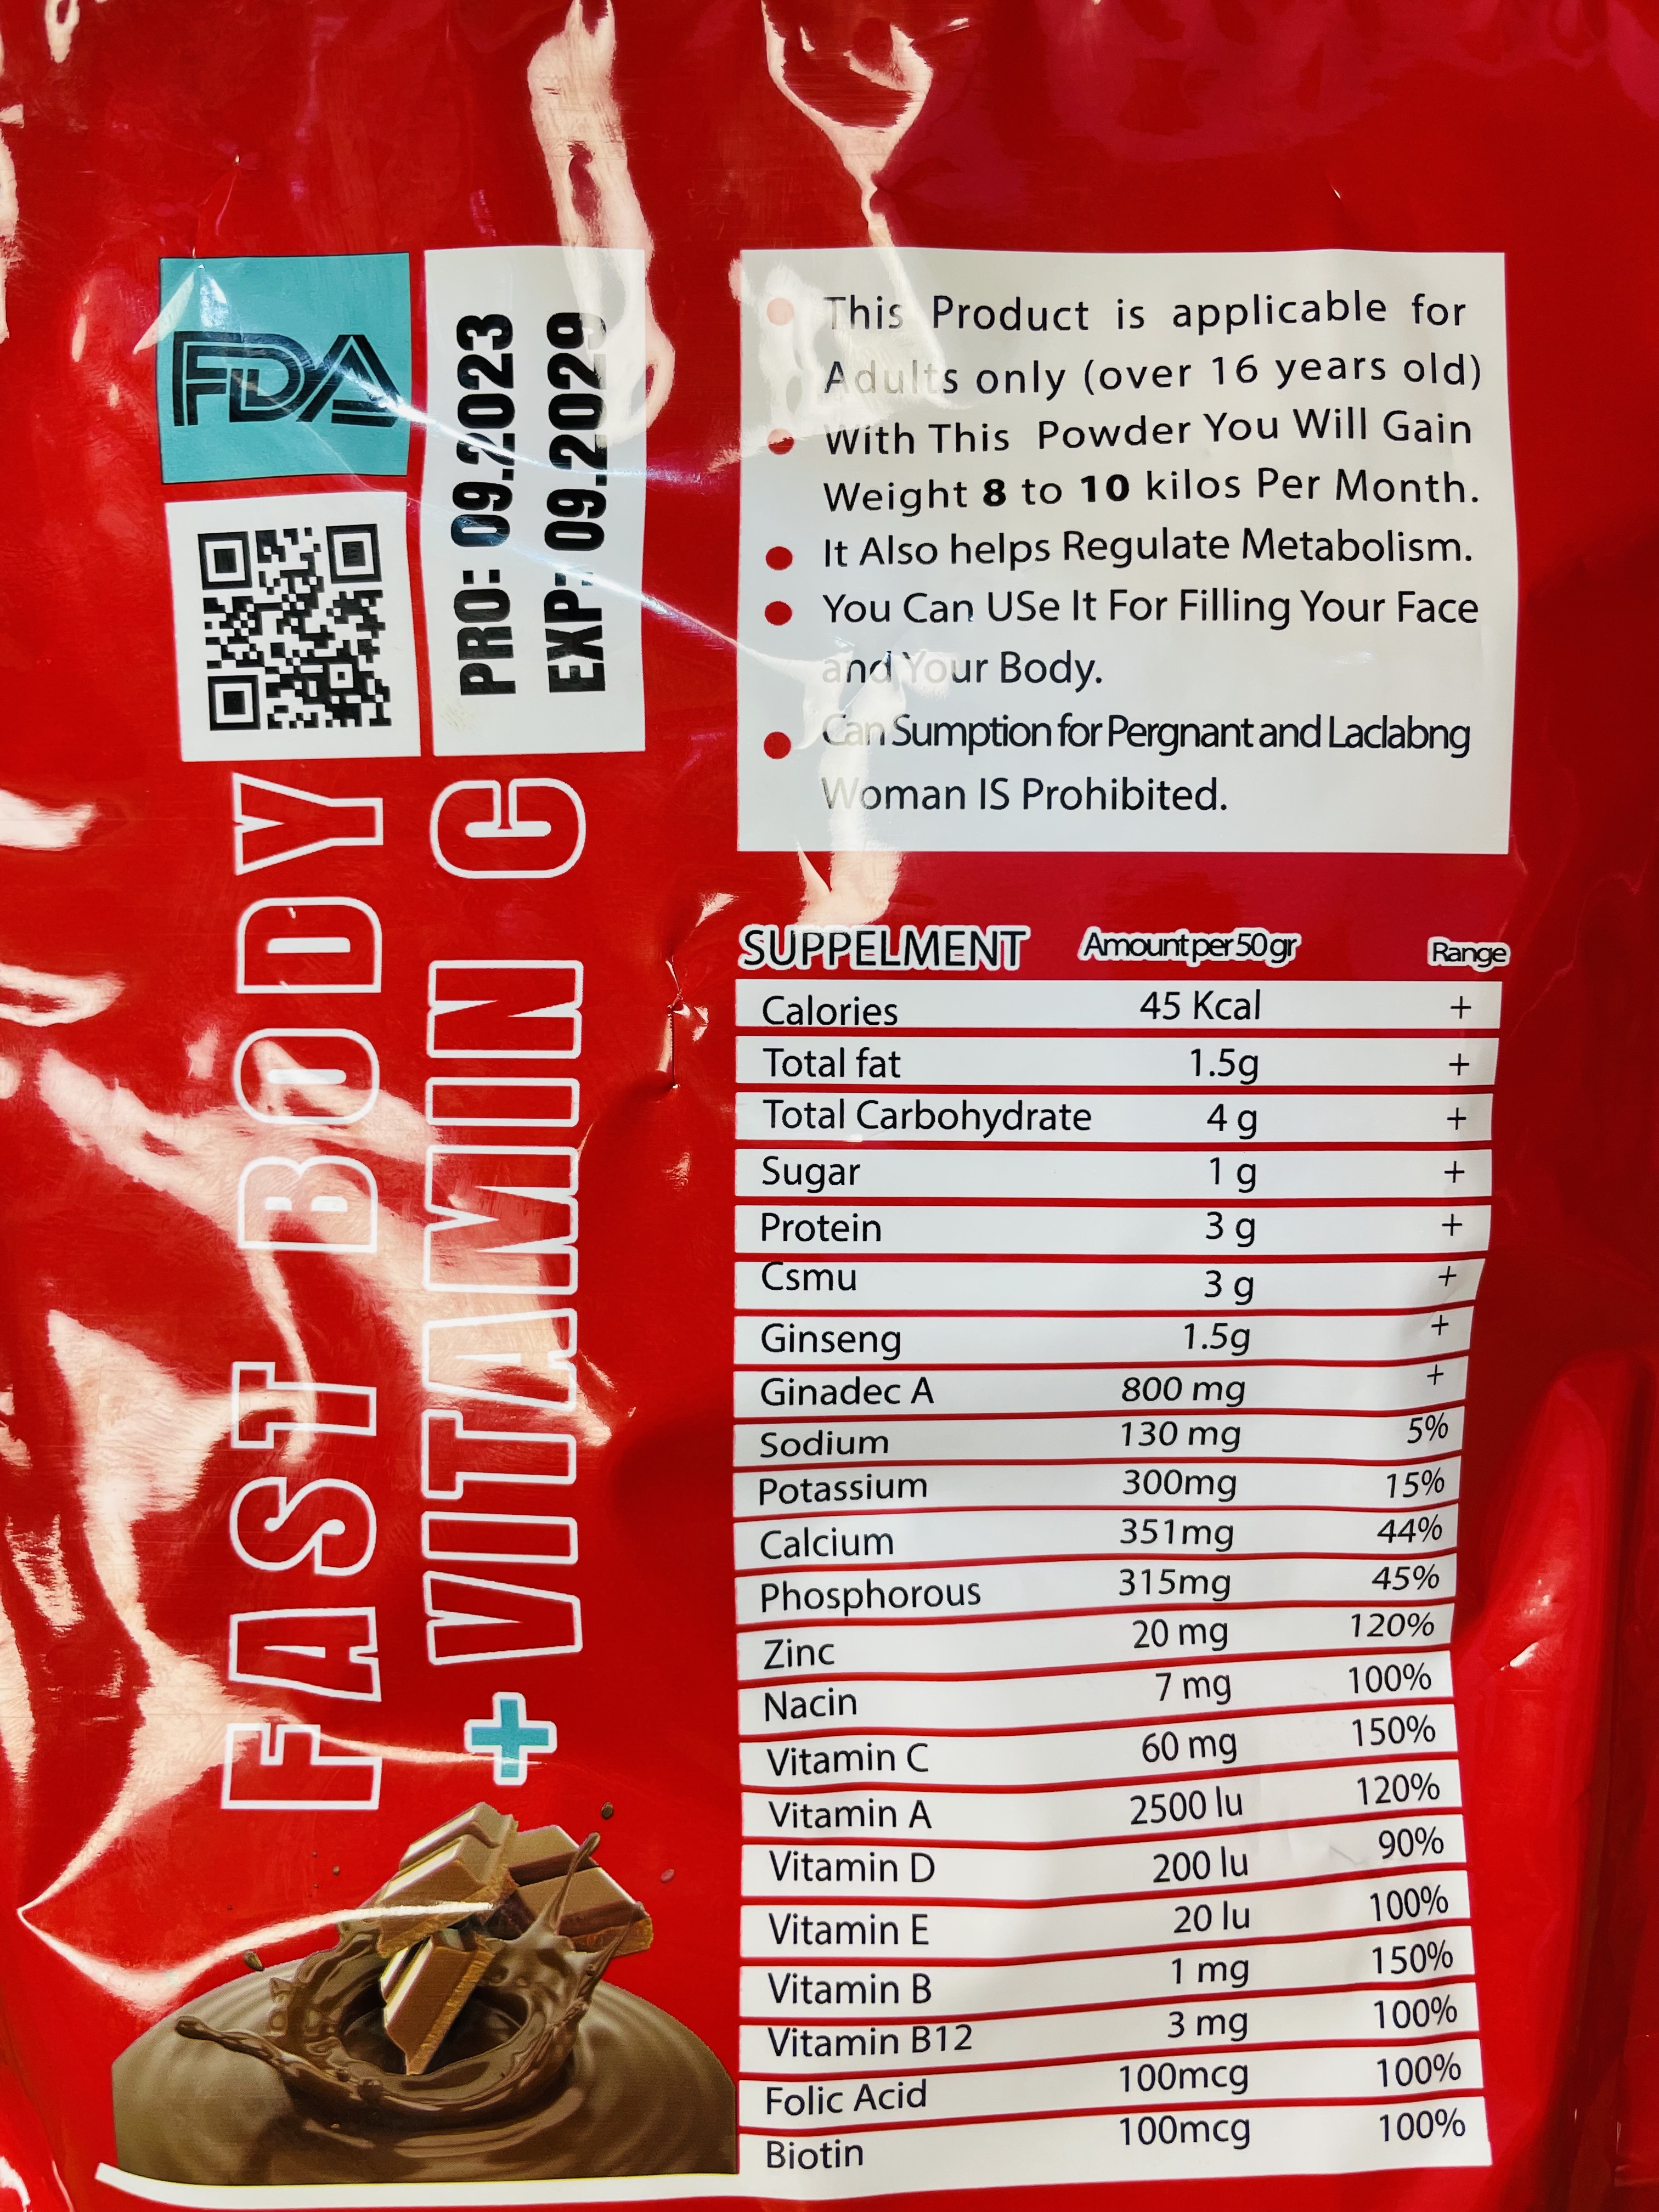 FDA
PRO: 09.2023
EXP: 09.2029
FAST BODY
+ VITAMIN C
This Product is applicable for
Adults only (over 16 years old)
With This Powder You Will Gain
Weight 8 to 10 kilos Per Month.
It Also helps Regulate Metabolism.
You Can USe It For Filling Your Face
and Your Body.
Can Sumption for Pergnant and Laclabng
Woman IS Prohibited.
SUPPELMENT Amount per 50 gr Range
Calories 45 Kcal +
Total fat 1.5g +
Total Carbohydrate 4 g +
Sugar 1 g +
Protein 3 g +
Csmu 3 g +
Ginseng 1.5g +
Ginadec A 800 mg +
Sodium 130 mg 5%
Potassium 300mg 15%
Calcium 351mg 44%
Phosphorous 315mg 45%
Zinc 20 mg 120%
Nacin 7 mg 100%
Vitamin C 60 mg 150%
Vitamin A 2500 lu 120%
Vitamin D 200 lu 90%
Vitamin E 20 lu 100%
Vitamin B 1 mg 150%
Vitamin B12 3 mg 100%
Folic Acid 100mcg 100%
Biotin 100mcg 100%